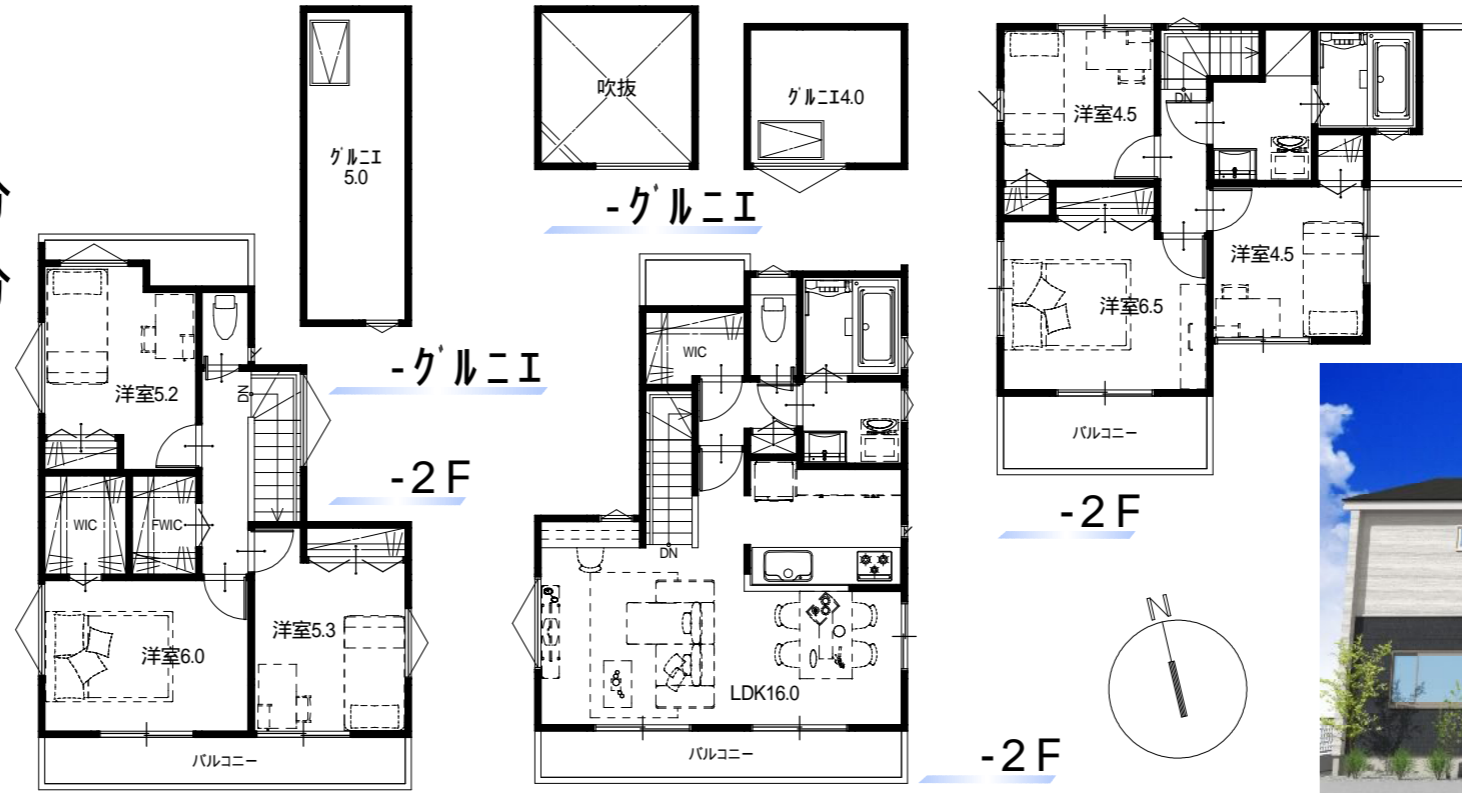 グルニエ
5.0
吹抜
グルニエ4.0
-グルニエ
-グルニエ
洋室5.2
DN
WIC
FWIC
洋室6.0
洋室5.3
バルコニー
-2F
WIC
DN
LDK16.0
バルコニー
-2F
洋室4.5
DN
洋室4.5
洋室6.5
バルコニー
-2F
N